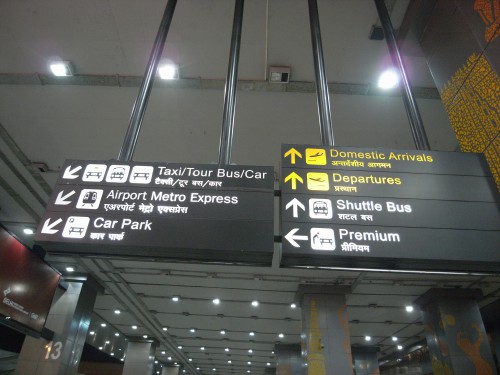 Taxi/Tour Bus/Car
टैक्सी/टूर बस/कार
Airport Metro Express
एअरपोर्ट मेट्रो एक्सप्रेस
Car Park
कार पार्क
Domestic Arrivals
अन्तर्देशीय आगमन
Departures
प्रस्थान
Shuttle Bus
शटल बस
Premium
प्रीमियम
13